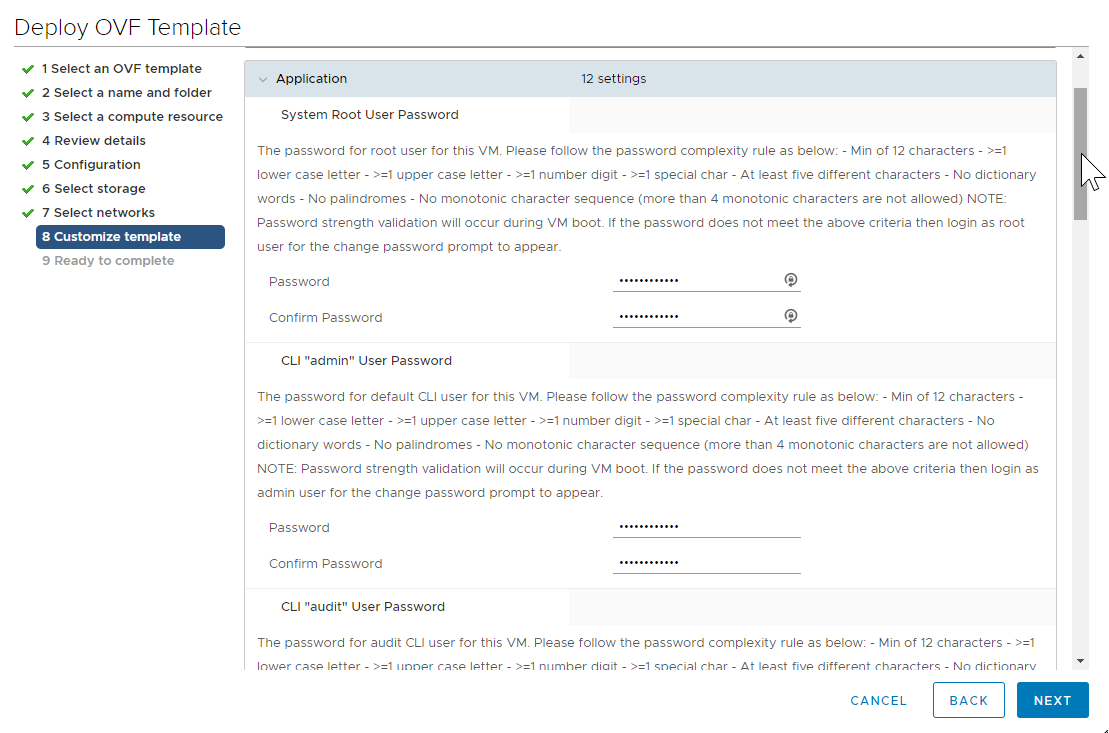 Deploy OVF Template
1 Select an OVF template
2 Select a name and folder
3 Select a compute resource
4 Review details
5 Configuration
6 Select storage
7 Select networks
8 Customize template
9 Ready to complete
Application 12 settings
System Root User Password
The password for root user for this VM. Please follow the password complexity rule as below: - Min of 12 characters - >=1
lower case letter - >=1 upper case letter - >=1 number digit - >=1 special char - At least five different characters - No dictionary
words - No palindromes - No monotonic character sequence (more than 4 monotonic characters are not allowed) NOTE:
Password strength validation will occur during VM boot. If the password does not meet the above criteria then login as root
user for the change password prompt to appear.
Password ••••••••••••
Confirm Password ••••••••••••
CLI "admin" User Password
The password for default CLI user for this VM. Please follow the password complexity rule as below: - Min of 12 characters -
>=1 lower case letter - >=1 upper case letter - >=1 number digit - >=1 special char - At least five different characters - No
dictionary words - No palindromes - No monotonic character sequence (more than 4 monotonic characters are not allowed)
NOTE: Password strength validation will occur during VM boot. If the password does not meet the above criteria then login as
admin user for the change password prompt to appear.
Password ••••••••••••
Confirm Password ••••••••••••
CLI "audit" User Password
The password for audit CLI user for this VM. Please follow the password complexity rule as below: - Min of 12 characters - >=1
lower case letter - >=1 upper case letter - >=1 number digit - >=1 special char - At least five different characters - No dictionary
CANCEL
BACK
NEXT